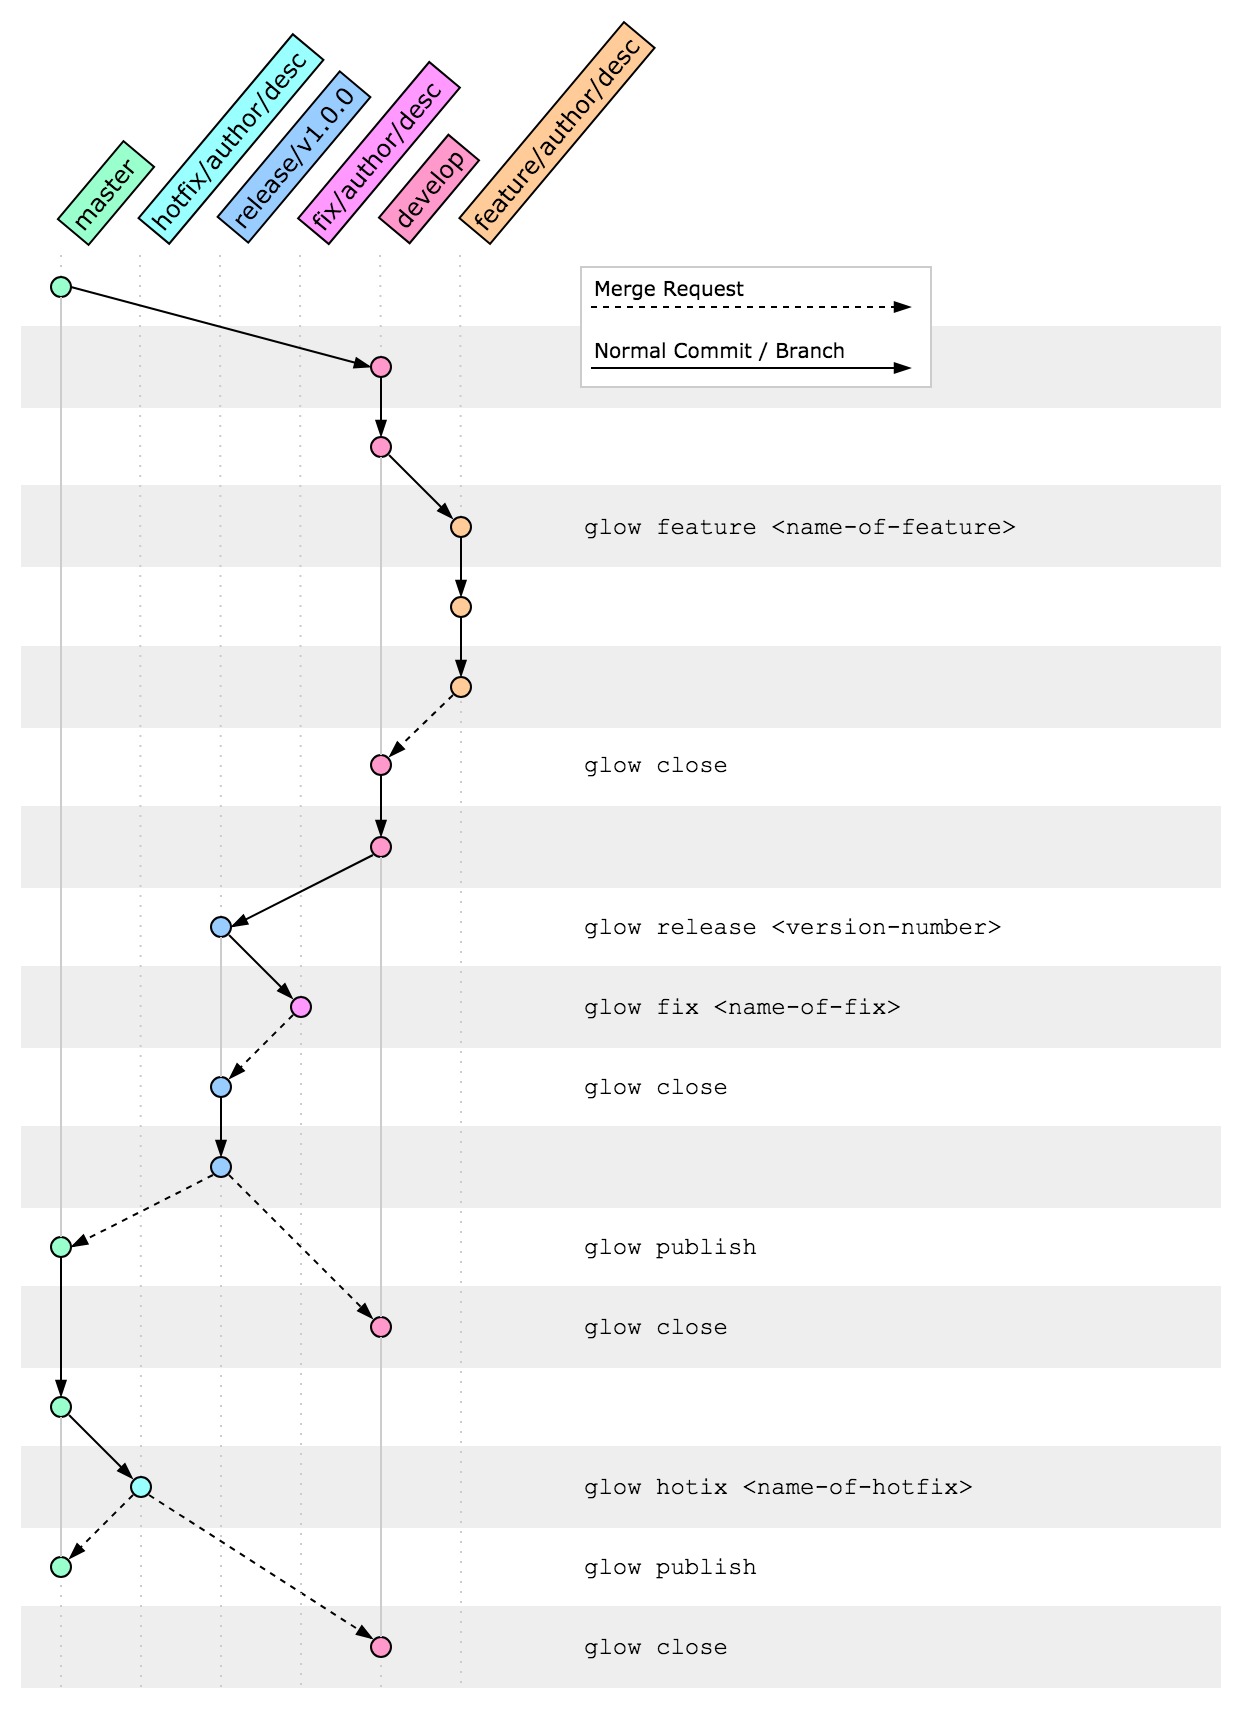 master
hotfix/author/desc
release/v1.0.0
fix/author/desc
develop
feature/author/desc
Merge Request
Normal Commit / Branch
glow feature <name-of-feature>
glow close
glow release <version-number>
glow fix <name-of-fix>
glow close
glow publish
glow close
glow hotix <name-of-hotfix>
glow publish
glow close